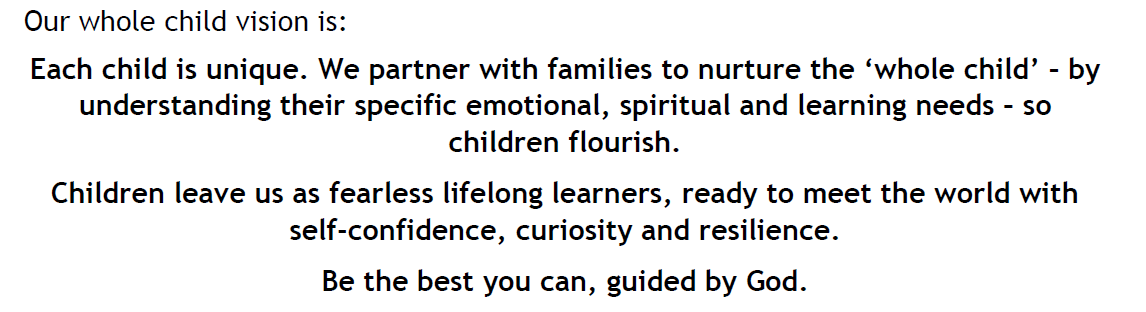 Our whole child vision is:
Each child is unique. We partner with families to nurture the ‘whole child’ - by
understanding their specific emotional, spiritual and learning needs - so
children flourish.
Children leave us as fearless lifelong learners, ready to meet the world with
self-confidence, curiosity and resilience.
Be the best you can, guided by God.